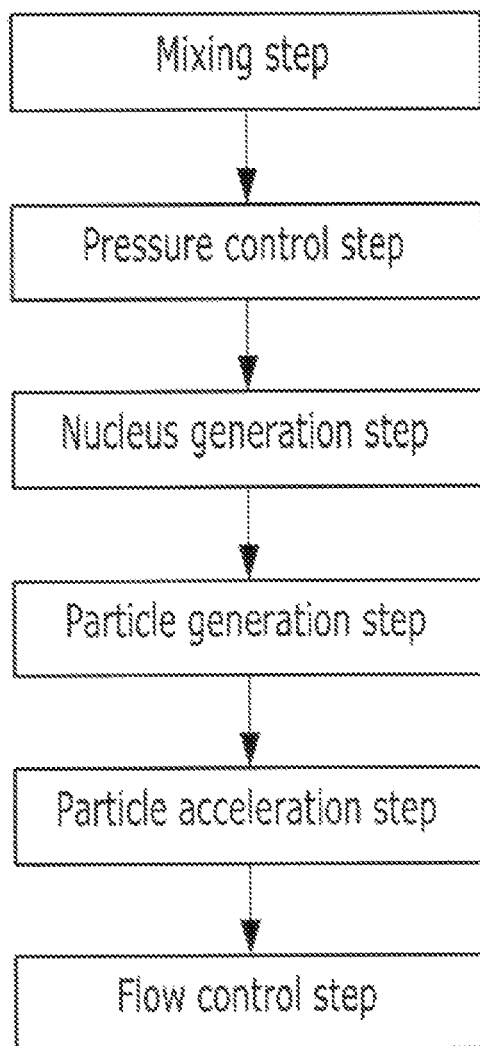 Mixing step
Pressure control step
Nucleus generation step
Particle generation step
Particle acceleration step
Flow control step